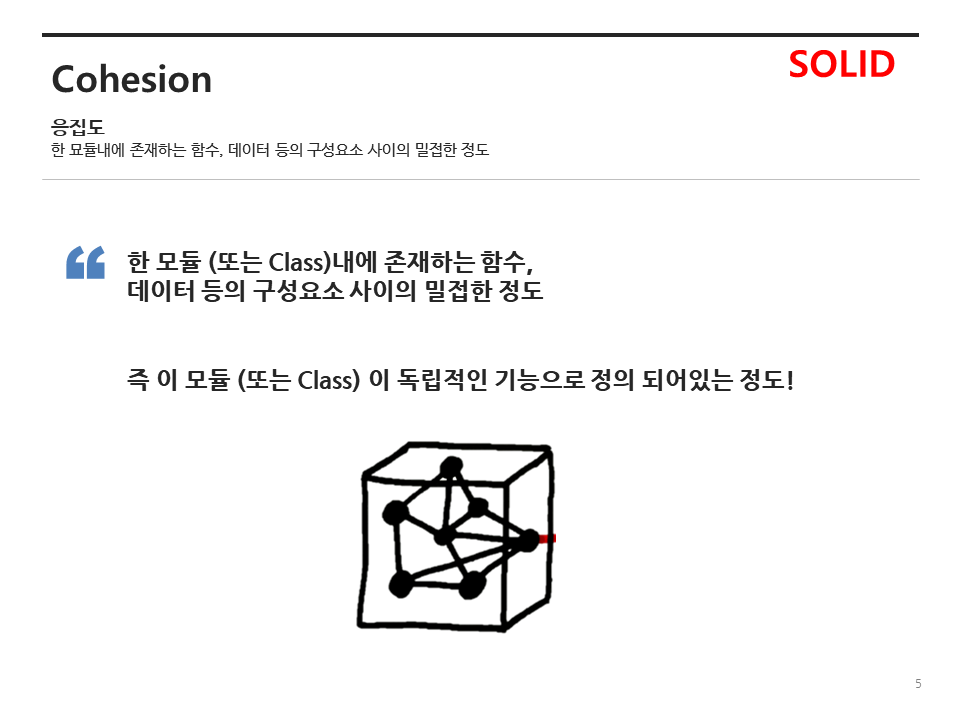 SOLID
Cohesion
응집도
한 묘듈내에 존재하는 함수, 데이터 등의 구성요소 사이의 밀접한 정도
❝
한 모듈 (또는 Class)내에 존재하는 함수,
데이터 등의 구성요소 사이의 밀접한 정도
즉 이 모듈 (또는 Class) 이 독립적인 기능으로 정의 되어있는 정도!
5